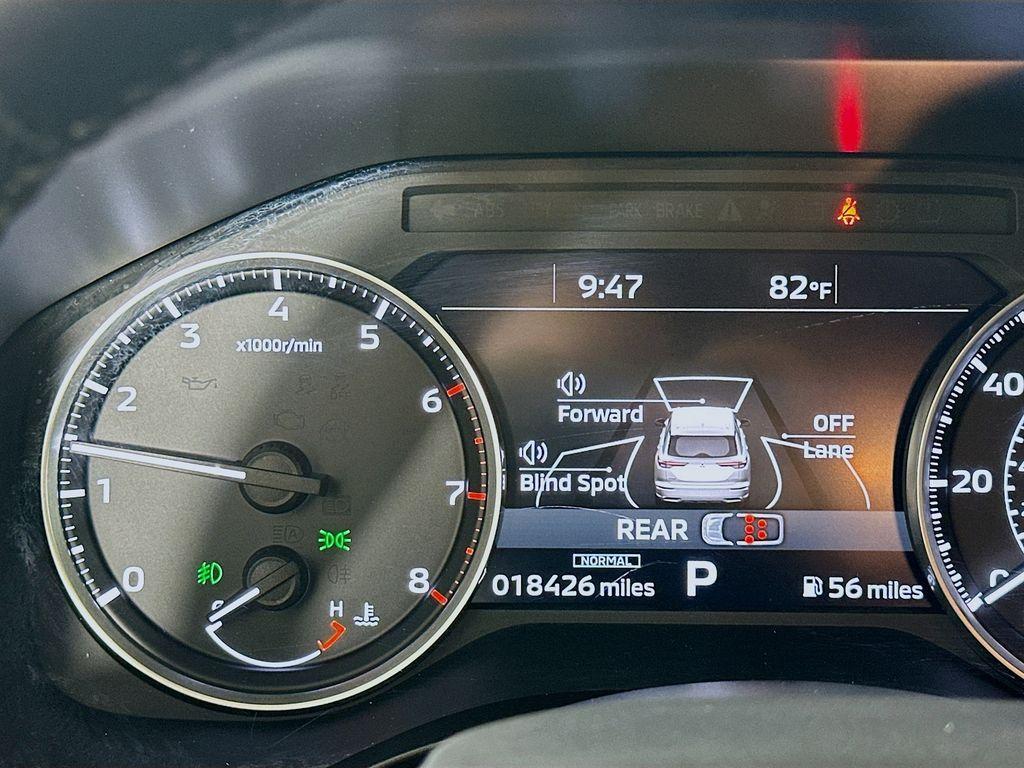 ABS PARK BRAKE
9:47 82°F
4
3 5
x1000r/min
2 6
1 7
0 8
C H
Forward
OFF
Lane
Blind Spot
REAR
NORMAL
018426 miles P 56 miles
40
20
0